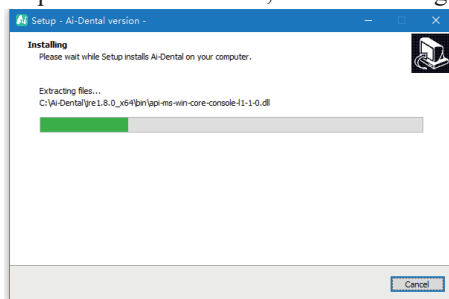 Setup - Ai-Dental version -
Installing
Please wait while Setup installs Ai-Dental on your computer.
Extracting files...
C:\Ai-Dental\jre1.8.0_x64\bin\api-ms-win-core-console-l1-1-0.dll
Cancel